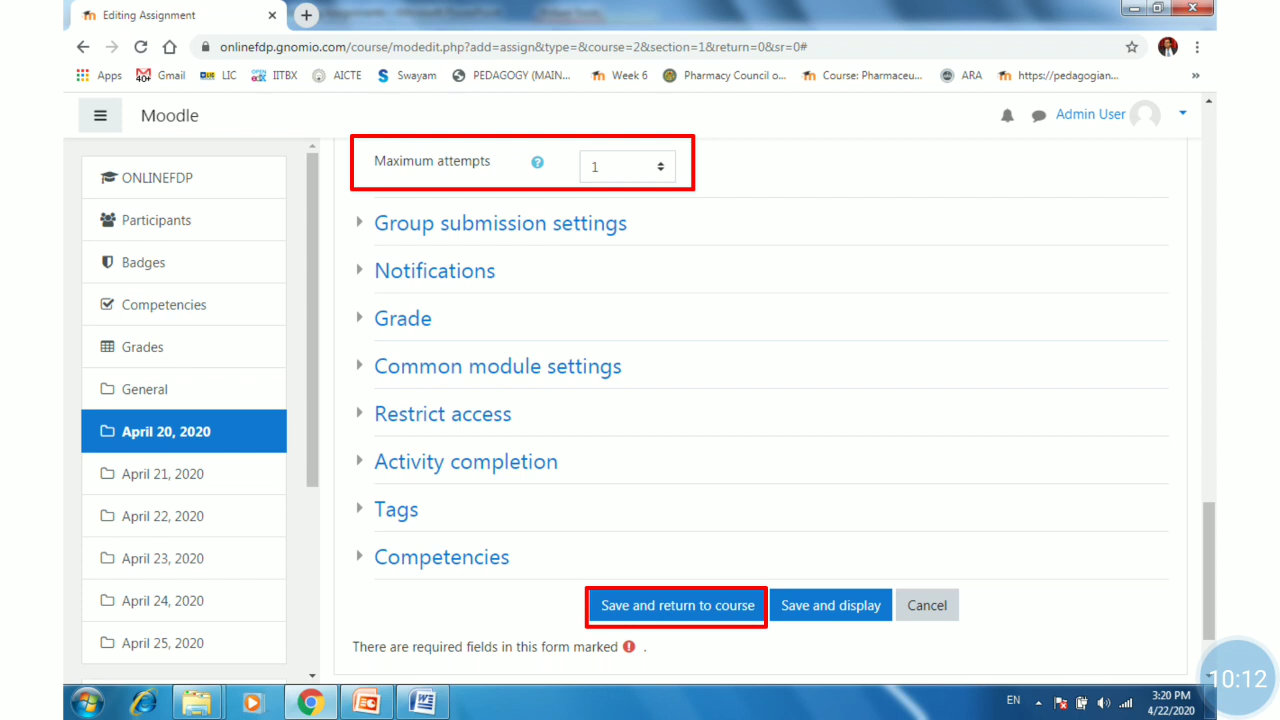 Editing Assignment
onlinefdp.gnomio.com/course/modedit.php?add=assign&type=&course=2&section=1&return=0&sr=0#
Apps Gmail LIC IITBX AICTE Swayam PEDAGOGY (MAIN... Week 6 Pharmacy Council o... Course: Pharmaceu... ARA https://pedagogian... »
Moodle
Admin User
ONLINEFDP
Participants
Badges
Competencies
Grades
General
April 20, 2020
April 21, 2020
April 22, 2020
April 23, 2020
April 24, 2020
April 25, 2020
Maximum attempts 1
Group submission settings
Notifications
Grade
Common module settings
Restrict access
Activity completion
Tags
Competencies
Save and return to course Save and display Cancel
There are required fields in this form marked .
EN
3:20 PM
4/22/2020
10:12